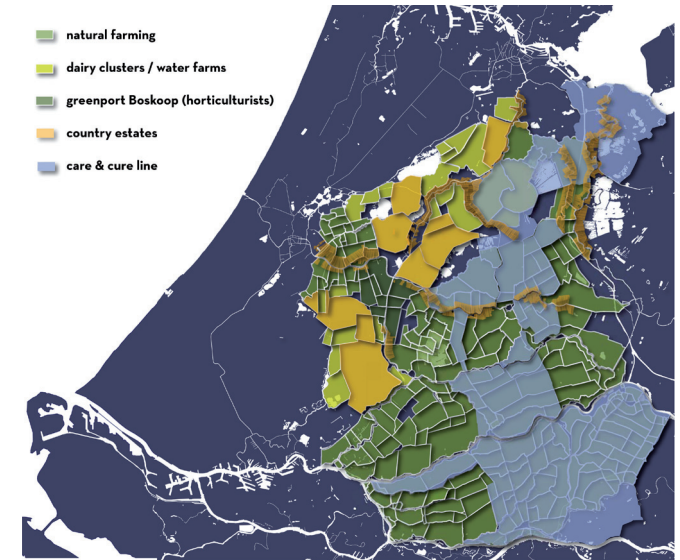 natural farming
dairy clusters / water farms
greenport Boskoop (horticulturists)
country estates
care & cure line